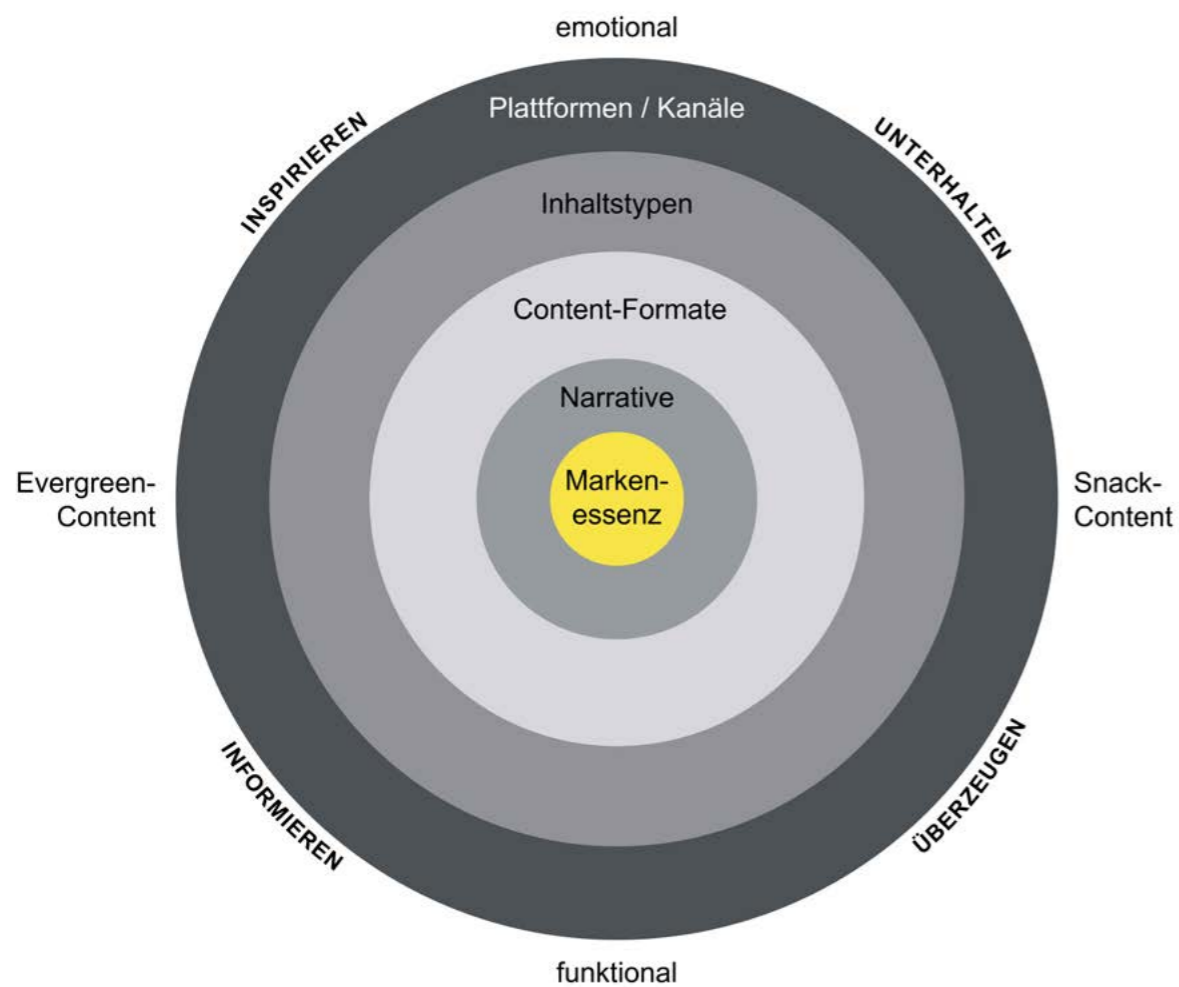 emotional
Plattformen / Kanäle
INSPIRIEREN
UNTERHALTEN
Inhaltstypen
Content-Formate
Narrative
Marken-
essenz
Evergreen-
Content
Snack-
Content
INFORMIEREN
ÜBERZEUGEN
funktional